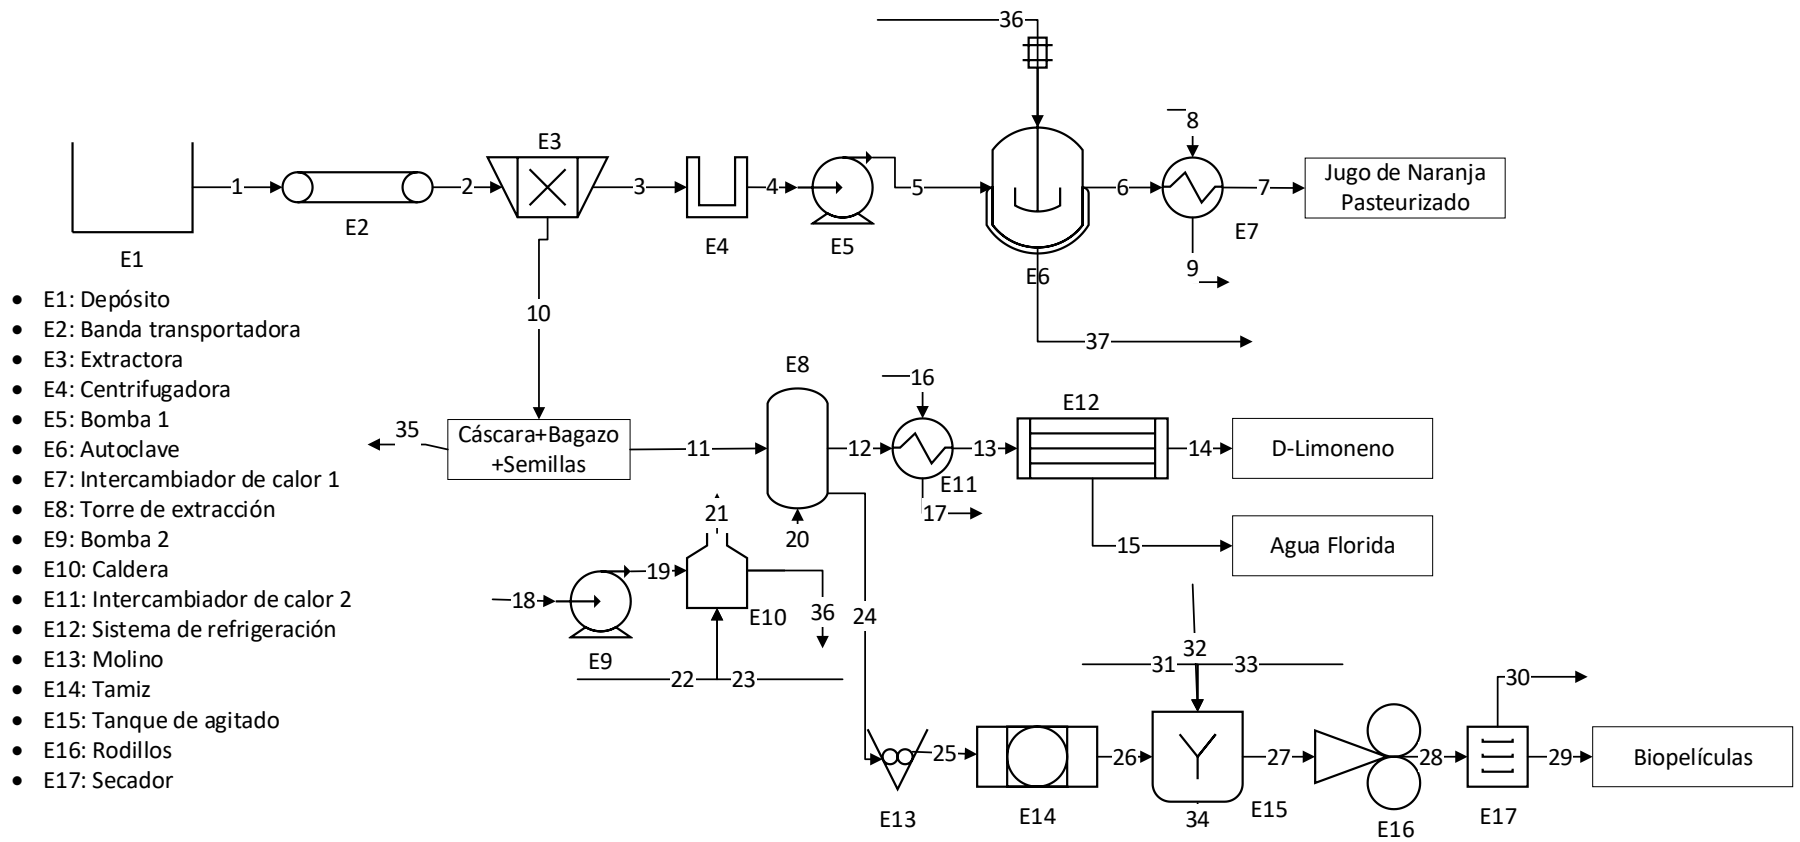 36
E3
8
1
2
3
4
5
6
7
Jugo de Naranja
Pasteurizado
E2
E7
E1
E4
E5
E6
9
• E1: Depósito
• E2: Banda transportadora
• E3: Extractora
• E4: Centrifugadora
• E5: Bomba 1
• E6: Autoclave
• E7: Intercambiador de calor 1
• E8: Torre de extracción
• E9: Bomba 2
• E10: Caldera
• E11: Intercambiador de calor 2
• E12: Sistema de refrigeración
• E13: Molino
• E14: Tamiz
• E15: Tanque de agitado
• E16: Rodillos
• E17: Secador
10
37
E8
16
E12
35
Cáscara+Bagazo
+Semillas
11
12
13
14
D-Limoneno
E11
17
21
20
15
Agua Florida
18
19
E10
36
24
E9
22
23
32
31
33
30
25
26
27
28
29
Biopelículas
E13
E14
34
E15
E16
E17